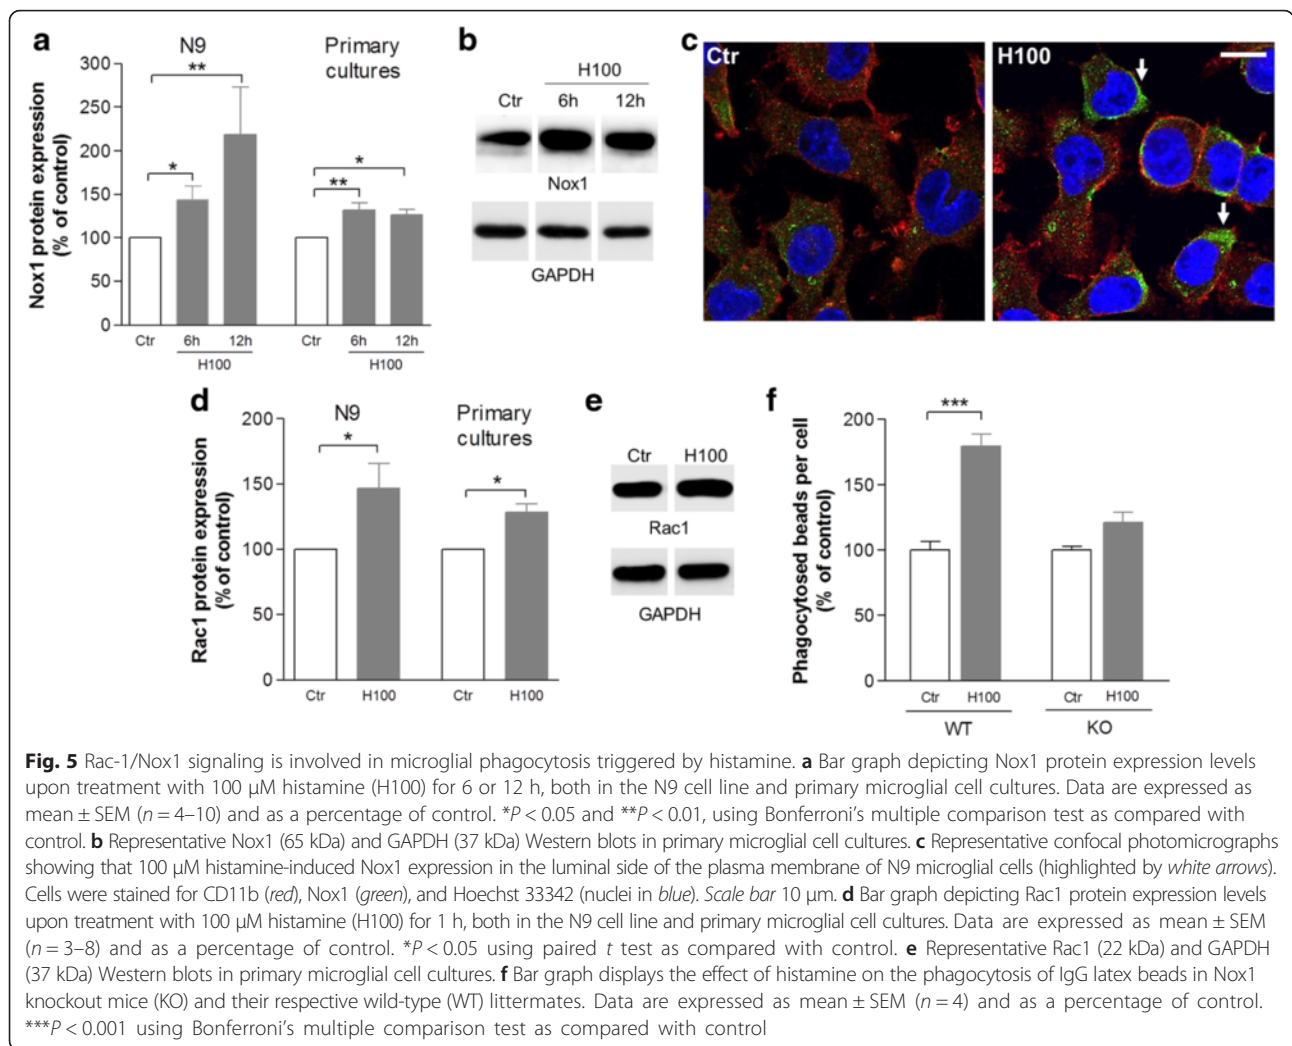 a
N9
Primary
cultures
Nox1 protein expression
(% of control)
300
250
200
150
100
50
0
**
*
*
**
Ctr
6h
12h
H100
Ctr
6h
12h
H100
b
H100
Ctr
6h
12h
Nox1
GAPDH
c
Ctr
H100
d
N9
Primary
cultures
Rac1 protein expression
(% of control)
200
150
100
50
0
*
*
Ctr
H100
Ctr
H100
e
Ctr
H100
Rac1
GAPDH
f
Phagocytosed beads per cell
(% of control)
200
150
100
50
0
***
Ctr
H100
Ctr
H100
WT
KO
Fig. 5 Rac-1/Nox1 signaling is involved in microglial phagocytosis triggered by histamine. a Bar graph depicting Nox1 protein expression levels
upon treatment with 100 μM histamine (H100) for 6 or 12 h, both in the N9 cell line and primary microglial cell cultures. Data are expressed as
mean ± SEM (n = 4–10) and as a percentage of control. *P < 0.05 and **P < 0.01, using Bonferroni's multiple comparison test as compared with
control. b Representative Nox1 (65 kDa) and GAPDH (37 kDa) Western blots in primary microglial cell cultures. c Representative confocal photomicrographs
showing that 100 μM histamine-induced Nox1 expression in the luminal side of the plasma membrane of N9 microglial cells (highlighted by white arrows).
Cells were stained for CD11b (red), Nox1 (green), and Hoechst 33342 (nuclei in blue). Scale bar 10 μm. d Bar graph depicting Rac1 protein expression levels
upon treatment with 100 μM histamine (H100) for 1 h, both in the N9 cell line and primary microglial cell cultures. Data are expressed as mean ± SEM
(n = 3–8) and as a percentage of control. *P < 0.05 using paired t test as compared with control. e Representative Rac1 (22 kDa) and GAPDH
(37 kDa) Western blots in primary microglial cell cultures. f Bar graph displays the effect of histamine on the phagocytosis of IgG latex beads in Nox1
knockout mice (KO) and their respective wild-type (WT) littermates. Data are expressed as mean ± SEM (n = 4) and as a percentage of control.
***P < 0.001 using Bonferroni's multiple comparison test as compared with control